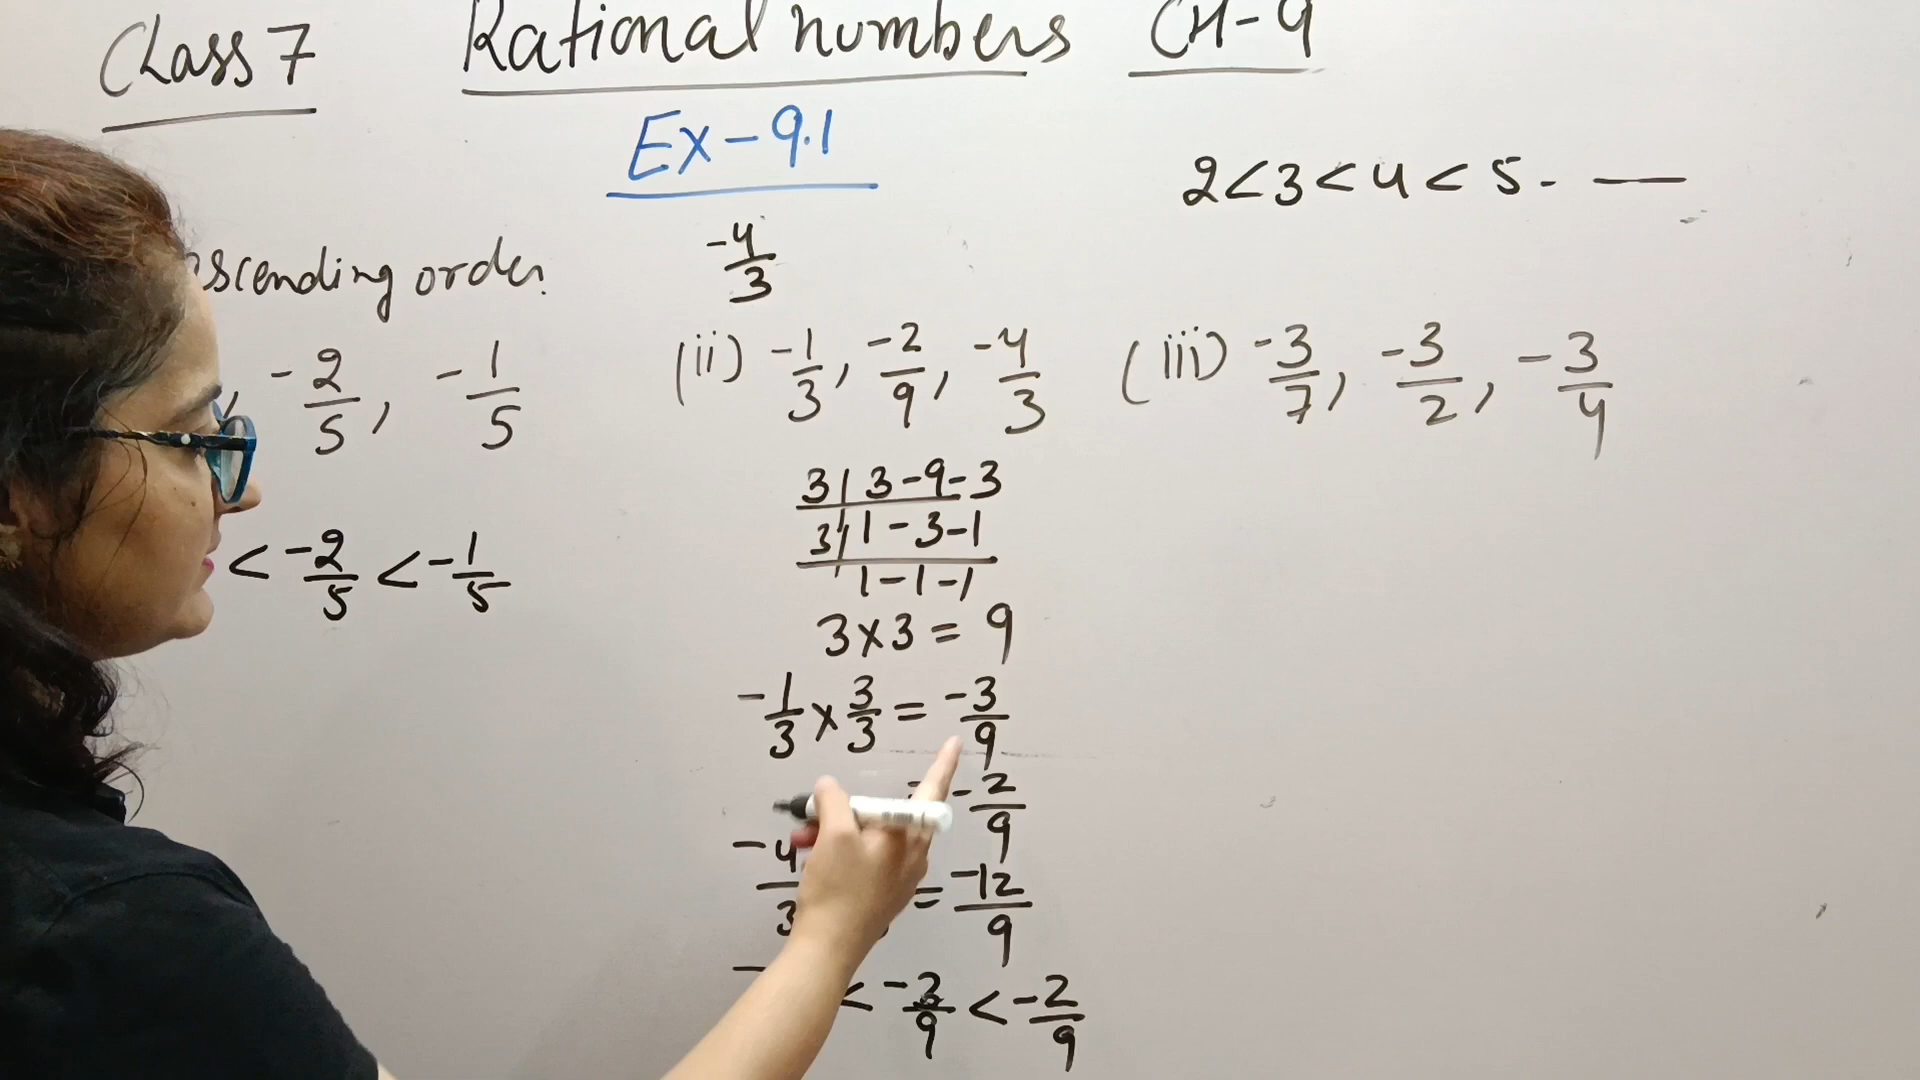 Class 7 Rational numbers CH-9
Ex-9.1
2<3<4<5- —
scending order.
-4/3
, -2/5, -1/5
(ii) -1/3, -2/9, -4/3
(iii) -3/7, -3/2, -3/4
3| 3-9-3
3| 1-3-1
1-1-1
< -2/5 < -1/5
3×3=9
-1/3 × 3/3 = -3/9
-2/9
-4/3 = -12/9
- < -3/9 < -2/9